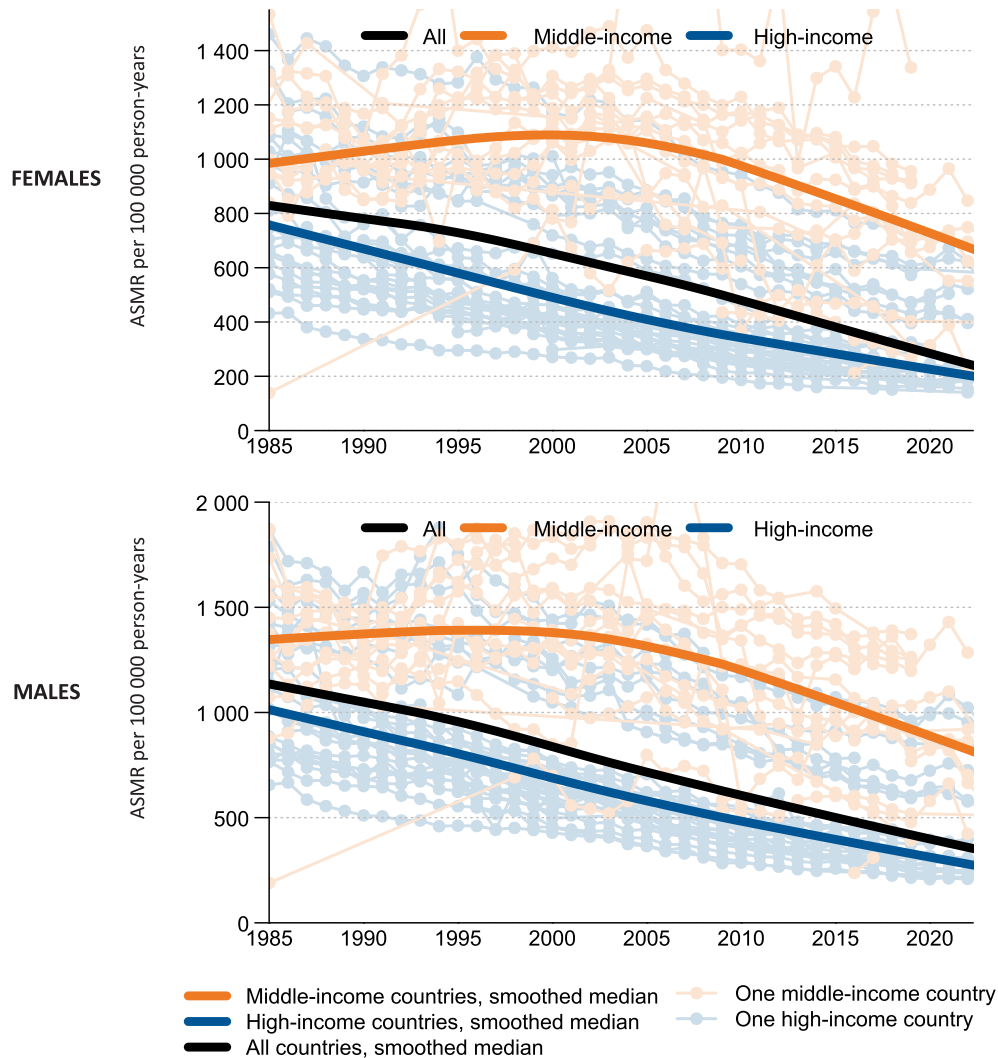 All Middle-income High-income
1 400
1 200
1 000
800
600
400
200
0
FEMALES
ASMR per 100 000 person-years
1985 1990 1995 2000 2005 2010 2015 2020
2 000
All Middle-income High-income
1 500
1 000
500
0
MALES
ASMR per 100 000 person-years
1985 1990 1995 2000 2005 2010 2015 2020
Middle-income countries, smoothed median One middle-income country
High-income countries, smoothed median One high-income country
All countries, smoothed median